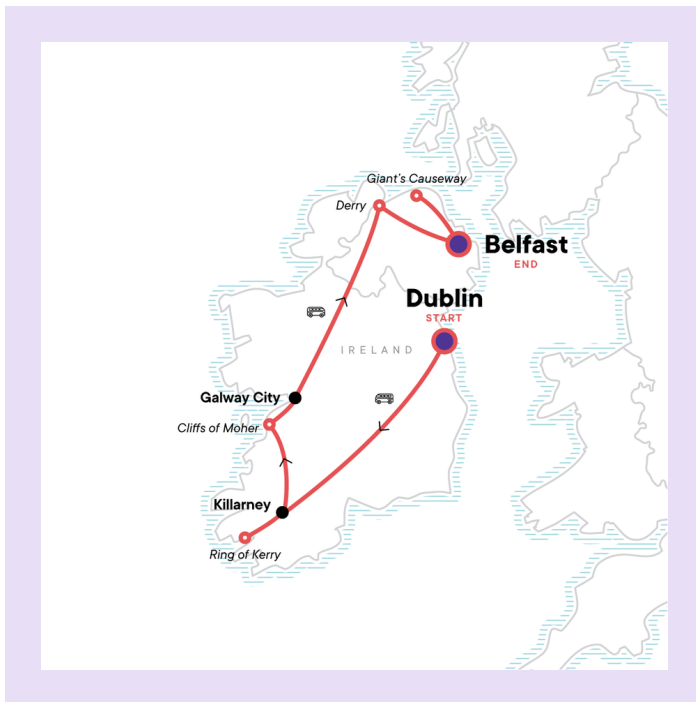 Giant's Causeway
Derry
Belfast
END
Dublin
START
IRELAND
Galway City
Cliffs of Moher
Killarney
Ring of Kerry